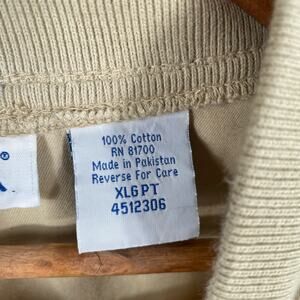 100% Cotton
RN 81700
Made in Pakistan
Reverse For Care
XLGPT
4512306
®